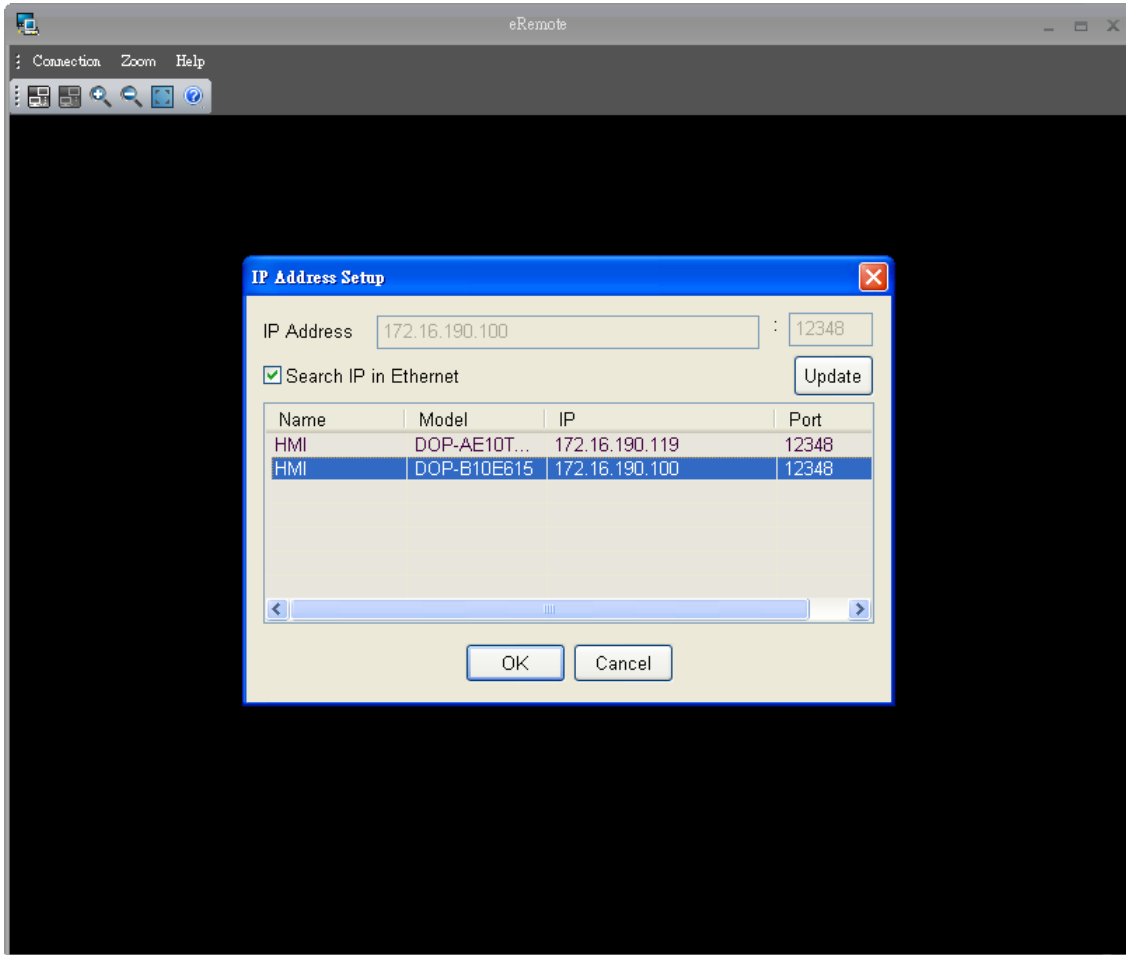 eRemote
Connection Zoom Help
IP Address Setup
IP Address 172.16.190.100 : 12348
Search IP in Ethernet Update
Name Model IP Port
HMI DOP-AE10T... 172.16.190.119 12348
HMI DOP-B10E615 172.16.190.100 12348
OK Cancel